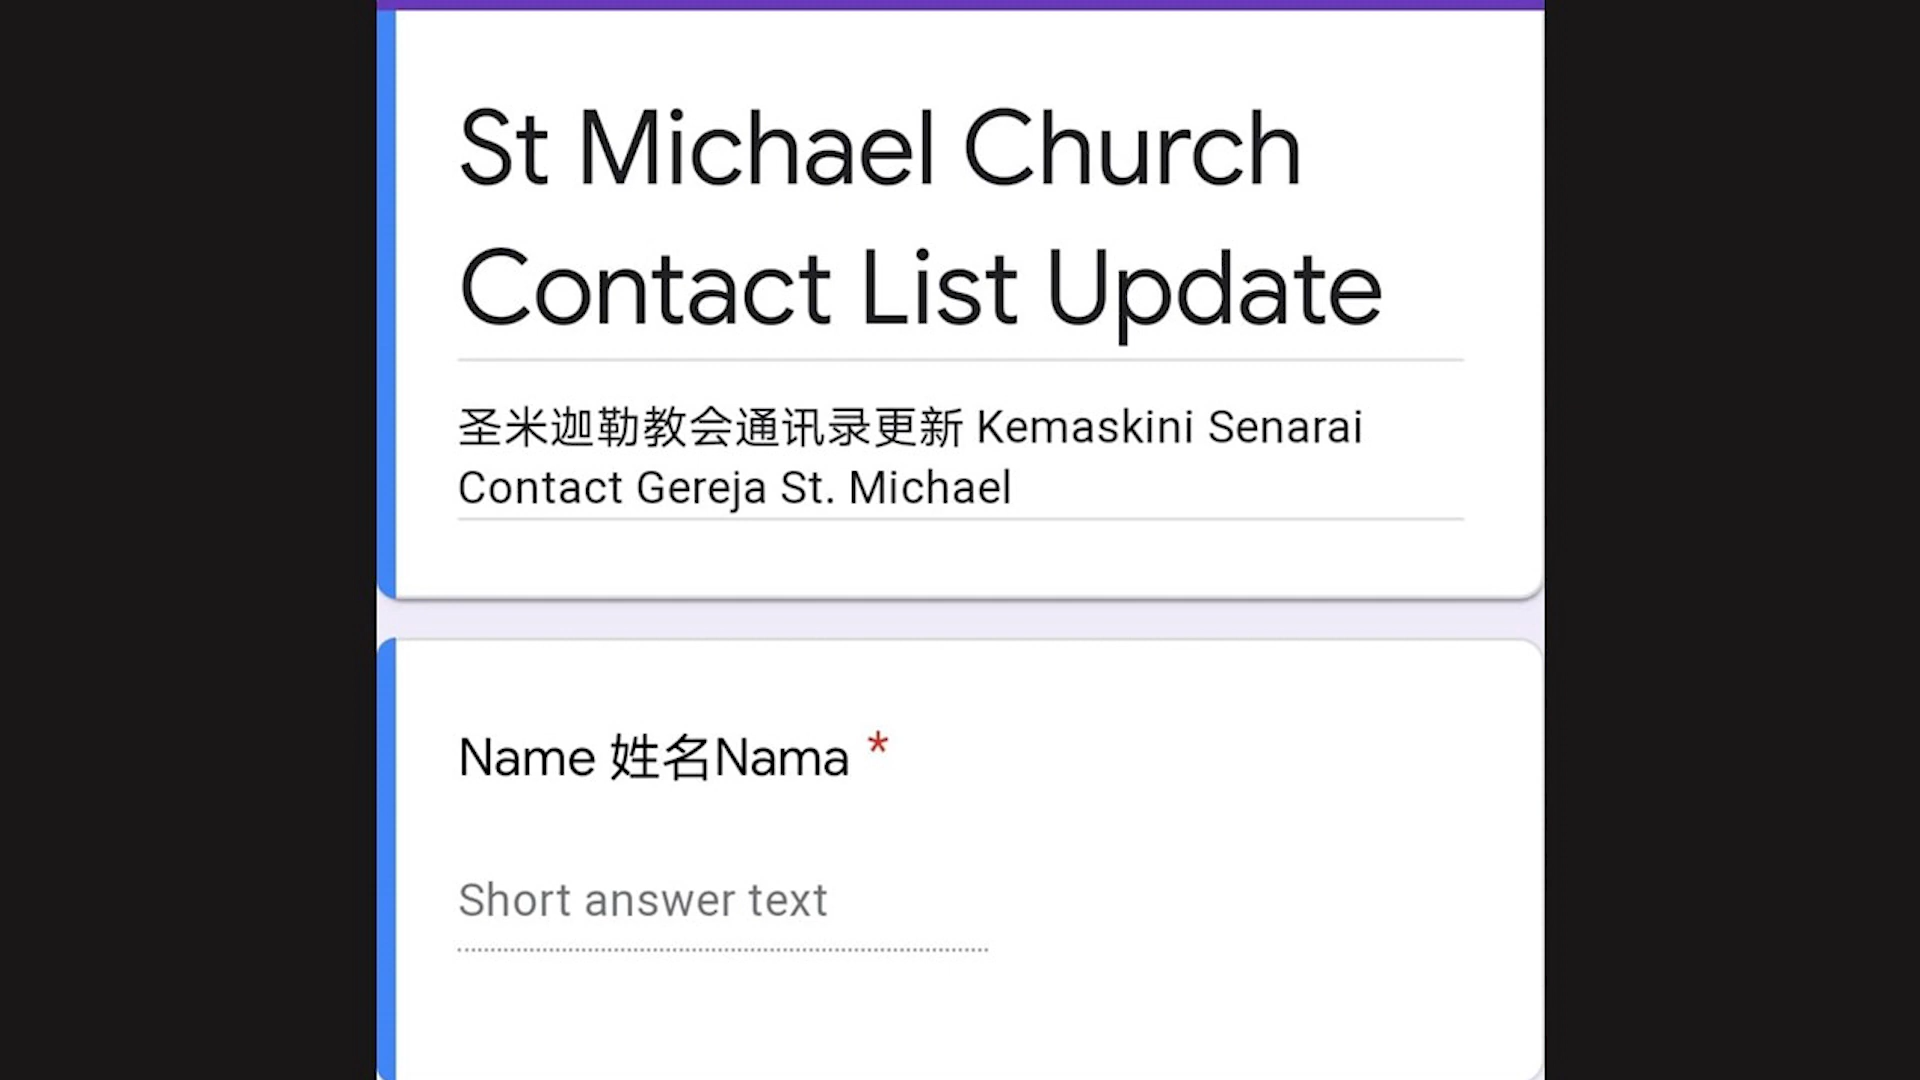 St Michael Church
Contact List Update
圣米迦勒教会通讯录更新 Kemaskini Senarai
Contact Gereja St. Michael
Name 姓名Nama *
Short answer text